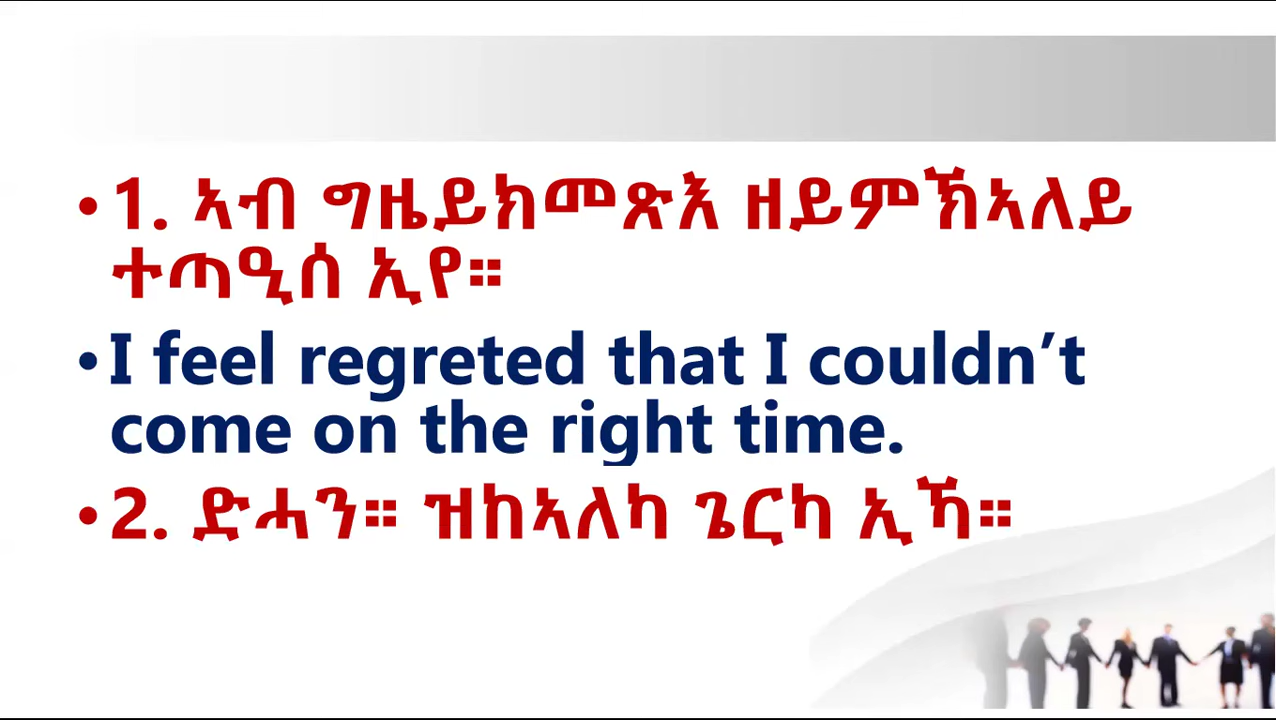 •1. ኣብ ግዜይክመጽእ ዘይምኽኣለይ
ተጣዒሰ ኢየ።
•I feel regreted that I couldn’t
come on the right time.
•2. ድሓን። ዝከኣለካ ጌርካ ኢኻ።